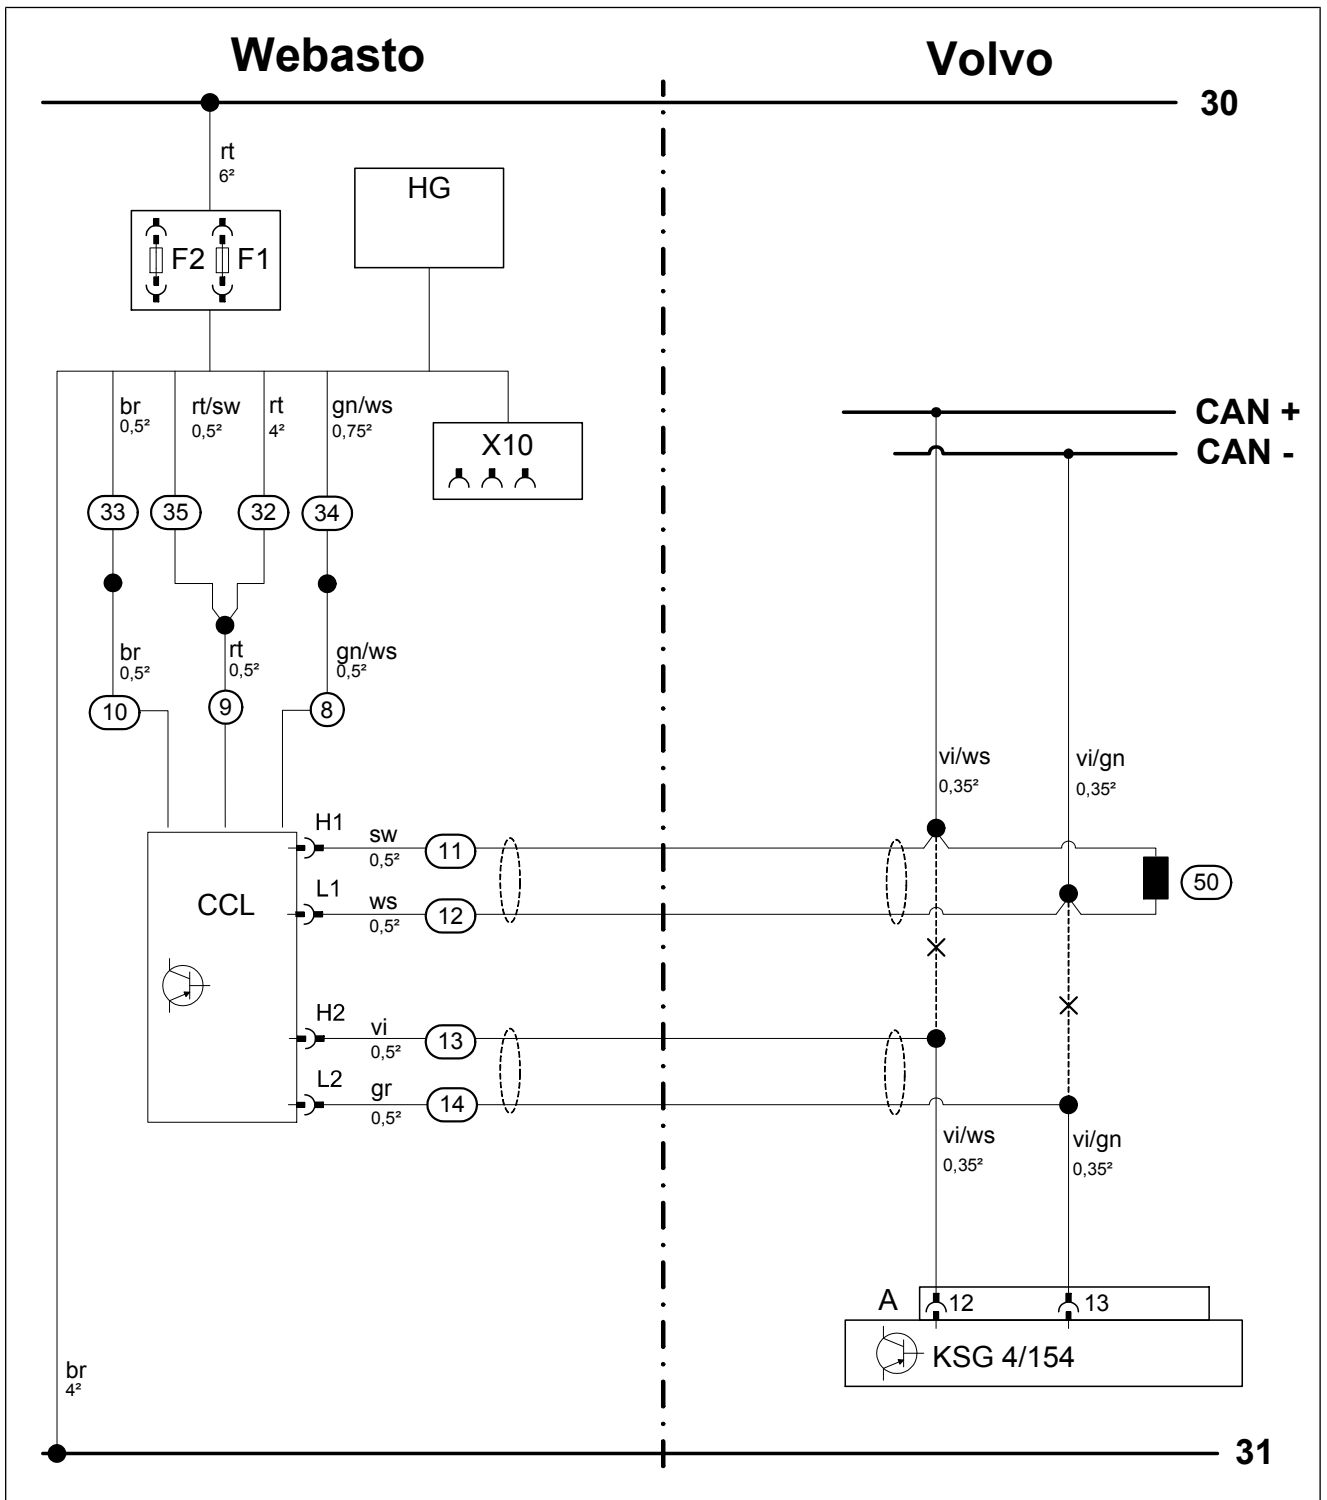 Webasto
Volvo
30
rt
6²
HG
F2
F1
br
0,5²
rt/sw
0,5²
rt
4²
gn/ws
0,75²
X10
CAN +
CAN -
33
35
32
34
br
0,5²
rt
0,5²
gn/ws
0,5²
10
9
8
vi/ws
0,35²
vi/gn
0,35²
H1
sw
0,5²
11
50
CCL
L1
ws
0,5²
12
H2
vi
0,5²
13
L2
gr
0,5²
14
vi/ws
0,35²
vi/gn
0,35²
A
12
13
KSG 4/154
br
4²
31